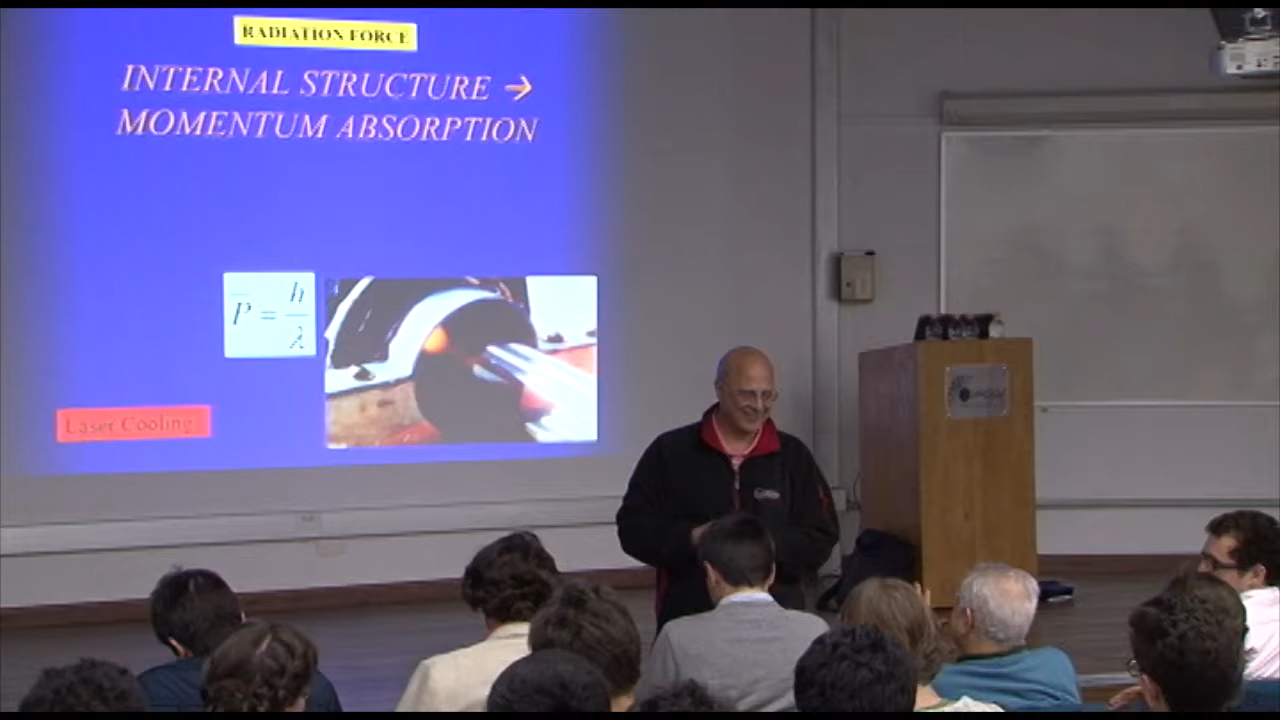 RADIATION FORCE
INTERNAL STRUCTURE →
MOMENTUM ABSORPTION
P = h
λ
Laser Cooling